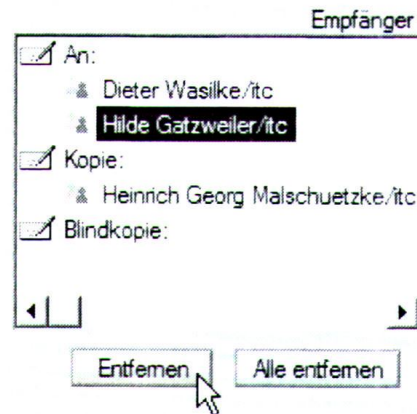 Empfänger
An:
Dieter Wasilke/itc
Hilde Gatzweiler/itc
Kopie:
Heinrich Georg Malschuetzke/itc
Blindkopie:
Entfernen Alle entfernen